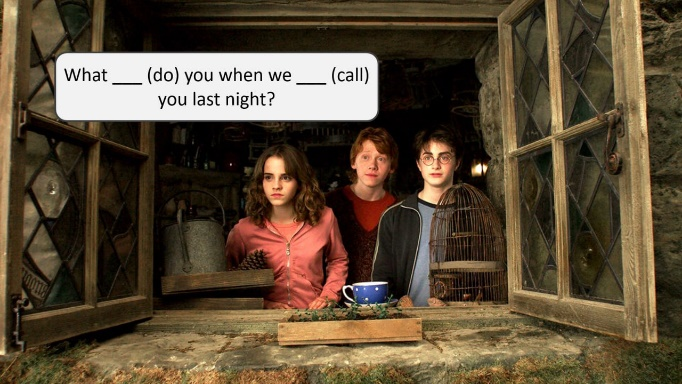 What ___ (do) you when we ___ (call)
you last night?